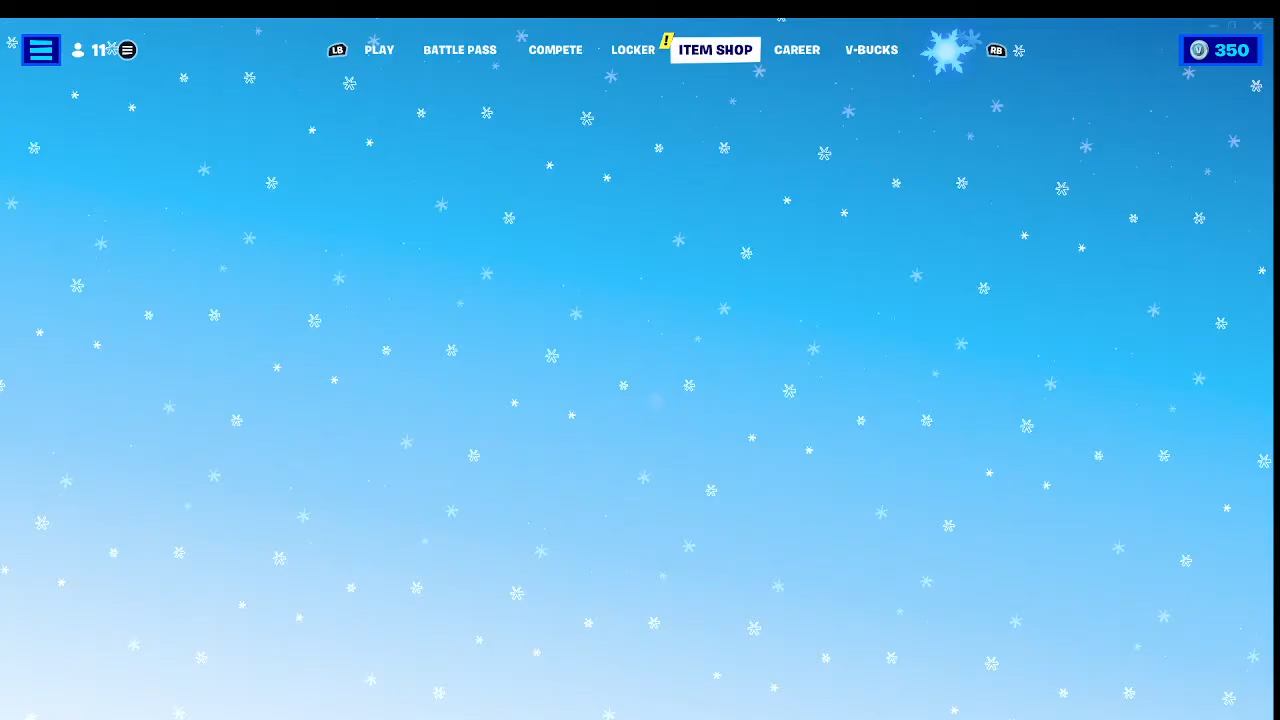 11
LB PLAY BATTLE PASS COMPETE LOCKER ! ITEM SHOP CAREER V-BUCKS RB
V 350